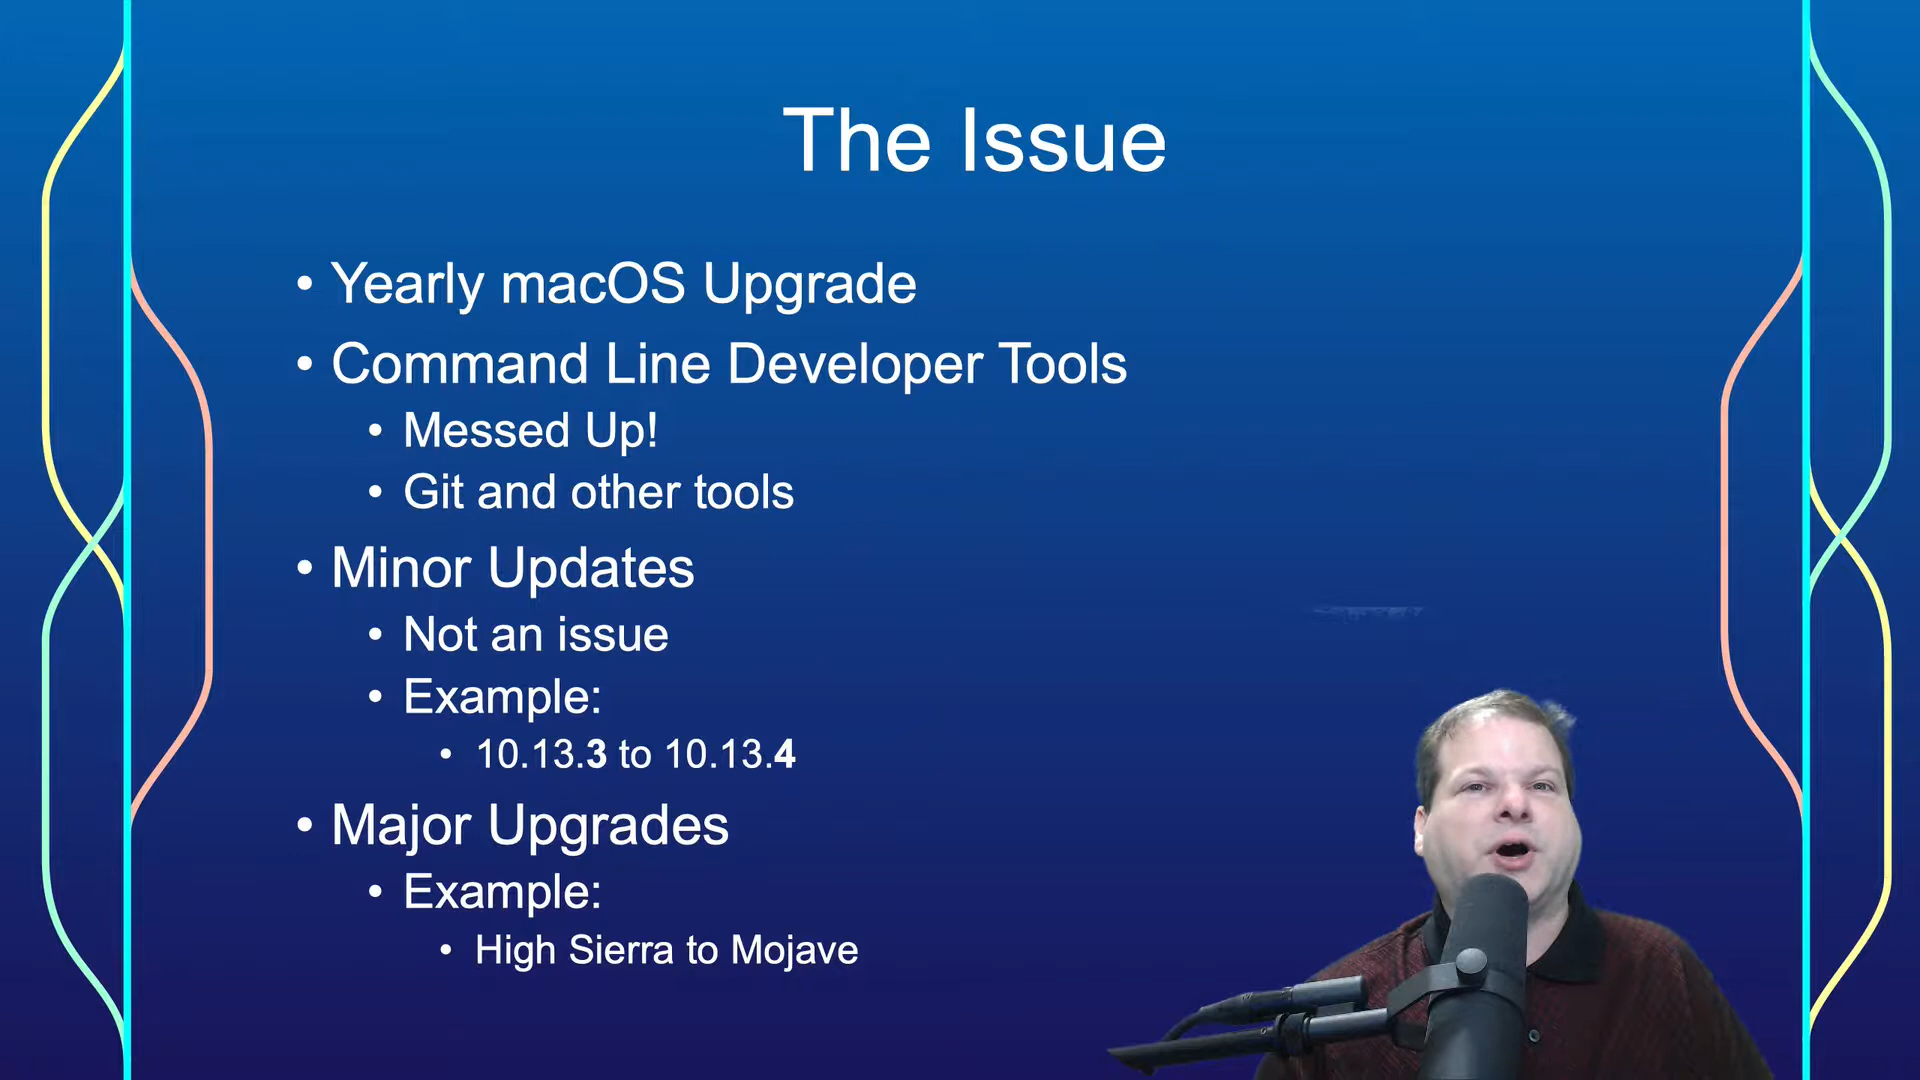 The Issue
• Yearly macOS Upgrade
• Command Line Developer Tools
• Messed Up!
• Git and other tools
• Minor Updates
• Not an issue
• Example:
• 10.13.3 to 10.13.4
• Major Upgrades
• Example:
• High Sierra to Mojave